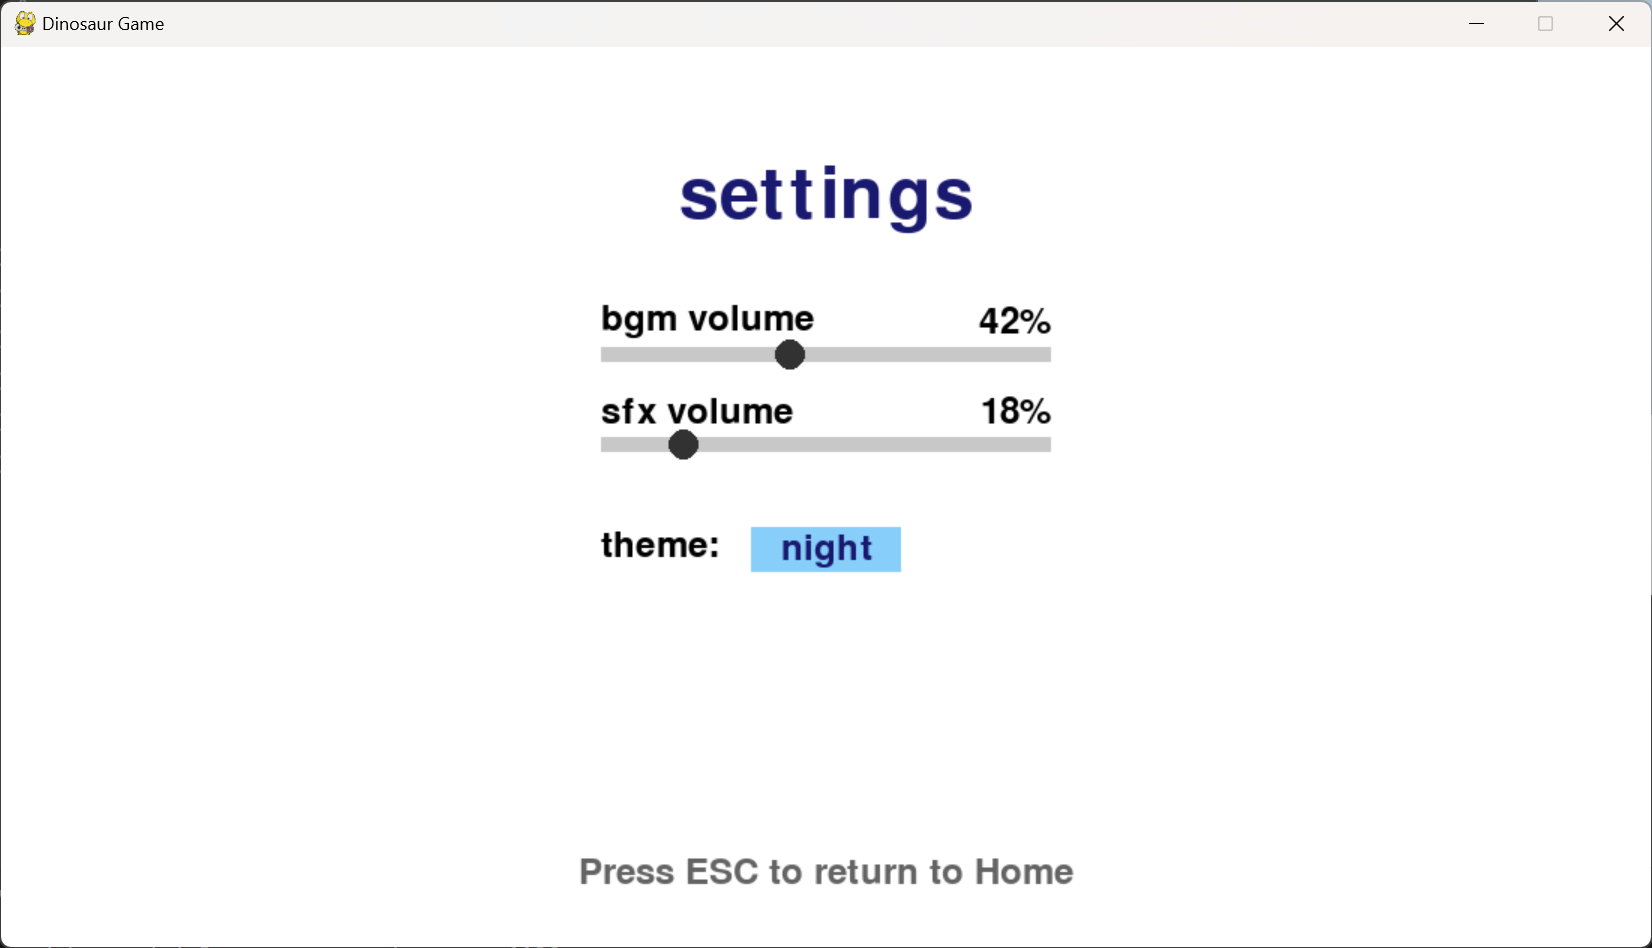 Dinosaur Game
settings
bgm volume 42%
sfx volume 18%
theme: night
Press ESC to return to Home